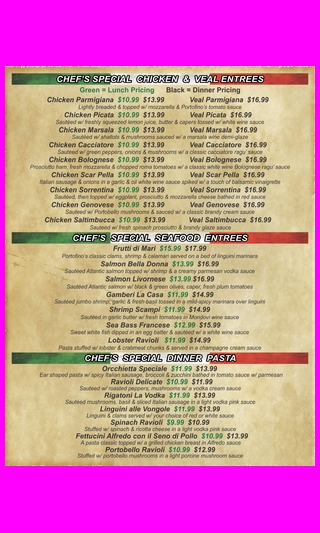 CHEF'S SPECIAL CHICKEN & VEAL ENTREES
Green = Lunch Pricing Black = Dinner Pricing
Chicken Parmigiana $10.99 $13.99 Veal Parmigiana $16.99
Lightly breaded & topped w/ mozzarella & Portolino's tomato sauce
Chicken Picata $10.99 $13.99 Veal Picata $16.99
Sautéed w/ freshly squeezed lemon juice, butter & capers tossed w/ white wine sauce
Chicken Marsala $10.99 $13.99 Veal Marsala $16.99
Sautéed w/ shallots & mushrooms sauced w/ a marsala wine demi-glaze
Chicken Cacciatore $10.99 $13.99 Veal Cacciatore $16.99
Sautéed w/ green peppers, onions & mushrooms w/ a classic cacciatore ragu' sauce
Chicken Bolognese $10.99 $13.99 Veal Bolognese $16.99
Prosciutto ham, fresh mozzarella & chopped roma tomatoes w/ a classic white wine Bolognese ragu' sauce
Chicken Scar Pella $10.99 $13.99 Veal Scar Pella $16.99
Italian sausage & onions in a garlic & oil white wine sauce spiked w/ a touch of balsamic vinaigrette
Chicken Sorrentina $10.99 $13.99 Veal Sorrentina $16.99
Sautéed, then topped w/ eggplant, prosciutto & mozzarella cheese bathed in red sauce
Chicken Genovese $10.99 $13.99 Veal Genovese $16.99
Sautéed w/ Portobello mushrooms & sauced w/ a classic brandy cream sauce
Chicken Saltimbucca $10.99 $13.99 Veal Saltimbucca $16.99
Sautéed w/ fresh spinach prosciutto & brandy glaze sauce
CHEF'S SPECIAL SEAFOOD ENTREES
Frutti di Mari $15.99 $17.99
Portolino's classic clams, shrimp & calamari served on a bed of linguini marinara
Salmon Bella Donna $13.99 $16.99
Sautéed Atlantic salmon topped w/ shrimp & a creamy parmesan vodka sauce
Salmon Livornese $13.99 $16.99
Sautéed Atlantic salmon w/ black & green olives, caper, fresh plum tomatoes
Gamberi La Casa $11.99 $14.99
Sautéed jumbo shrimp, garlic & fresh basil tossed in a mild-spicy marinara over linguini
Shrimp Scampi $11.99 $14.99
Sautéed in garlic butter w/ fresh tomatoes in Mondovi wine sauce
Sea Bass Francese $12.99 $15.99
Sweet white fish dipped in an egg batter & sautéed w/ a white wine sauce
Lobster Ravioli $11.99 $14.99
Pasta stuffed w/ lobster & crabmeat chunks & served in a champagne cream sauce
CHEF'S SPECIAL DINNER PASTA
Orcchietta Speciale $11.99 $13.99
Ear shaped pasta w/ spicy Italian sausage, broccoli & zucchini bathed in tomato sauce w/ parmesan
Ravioli Delicate $10.99 $11.99
Sautéed w/ roasted peppers, mushrooms w/ a vodka cream sauce
Rigatoni La Vodka $11.99 $13.99
Sautéed mushrooms, basil & sliced Italian sausage in a light vodka pink sauce
Linguini alle Vongole $11.99 $13.99
Linguini & clams served w/ your choice of red or white sauce
Spinach Ravioli $9.99 $10.99
Stuffed w/ spinach & ricotta cheese in a light vodka pink sauce
Fettucini Alfredo con il Seno di Pollo $10.99 $13.99
A pasta classic topped w/ a grilled chicken breast in Alfredo sauce
Portobello Ravioli $10.99 $12.99
Stuffed w/ portobello mushrooms in a light porcine mushroom sauce